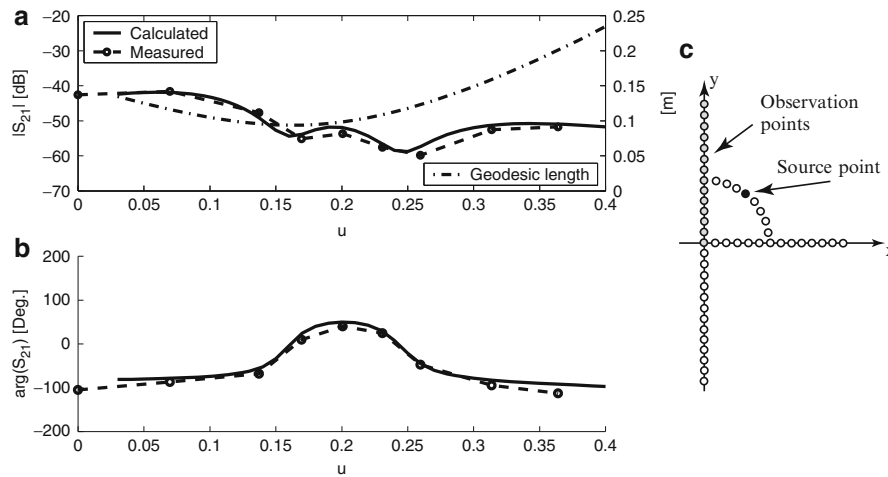 a
−20
−30
−40
−50
−60
−70
|S21| [dB]
Calculated
Measured
Geodesic length
0.25
0.2
0.15
0.1
0.05
0
[m]
0 0.05 0.1 0.15 0.2 0.25 0.3 0.35 0.4
u
b
200
100
0
−100
−200
arg(S21) [Deg.]
0 0.05 0.1 0.15 0.2 0.25 0.3 0.35 0.4
u
c
y
Observation
points
Source point
x